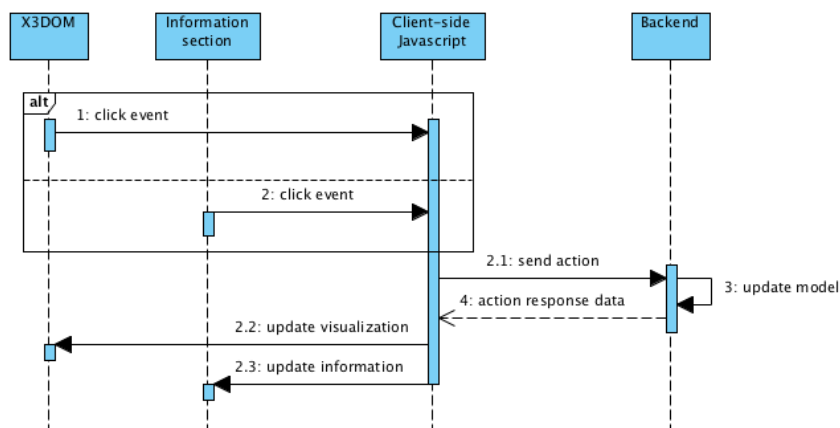 X3DOM
Information
section
Client-side
Javascript
Backend
alt
1: click event
2: click event
2.1: send action
3: update model
4: action response data
2.2: update visualization
2.3: update information